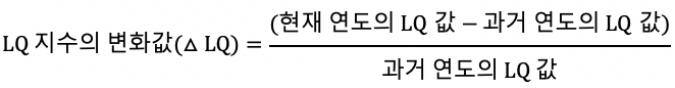 (현재 연도의 LQ 값 − 과거 연도의 LQ 값)
LQ 지수의 변화값(△ LQ) =
과거 연도의 LQ 값